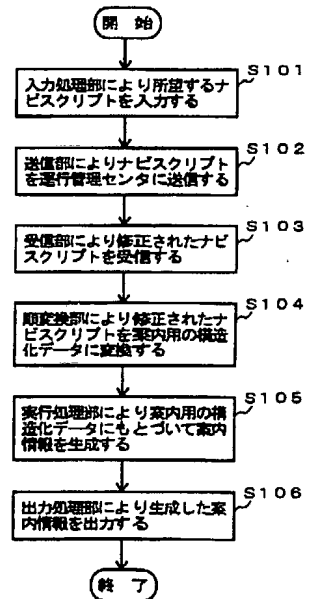 開 始
S101
入力処理部により所望するナ
ビスクリプトを入力する
S102
送信部によりナビスクリプト
を運行管理センタに送信する
S103
受信部により修正されたナビ
スクリプトを受信する
S104
順変換部により修正されたナ
ビスクリプトを案内用の構造
化データに変換する
S105
実行処理部により案内用の構
造化データにもとづいて案内
情報を生成する
S106
出力処理部により生成した案
内情報を出力する
終 了